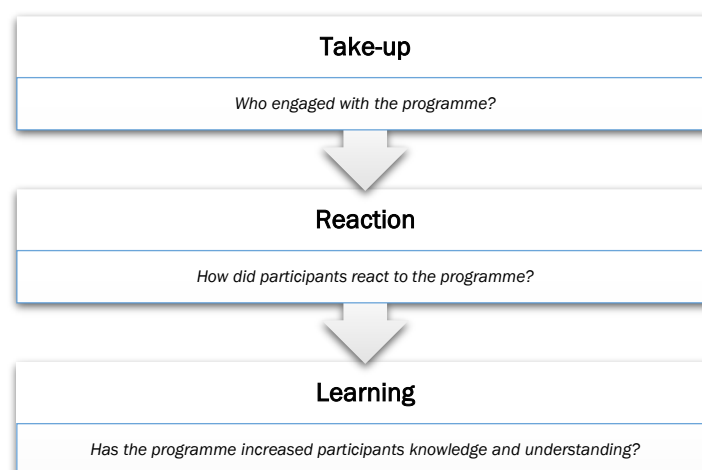 Take-up
Who engaged with the programme?
Reaction
How did participants react to the programme?
Learning
Has the programme increased participants knowledge and understanding?